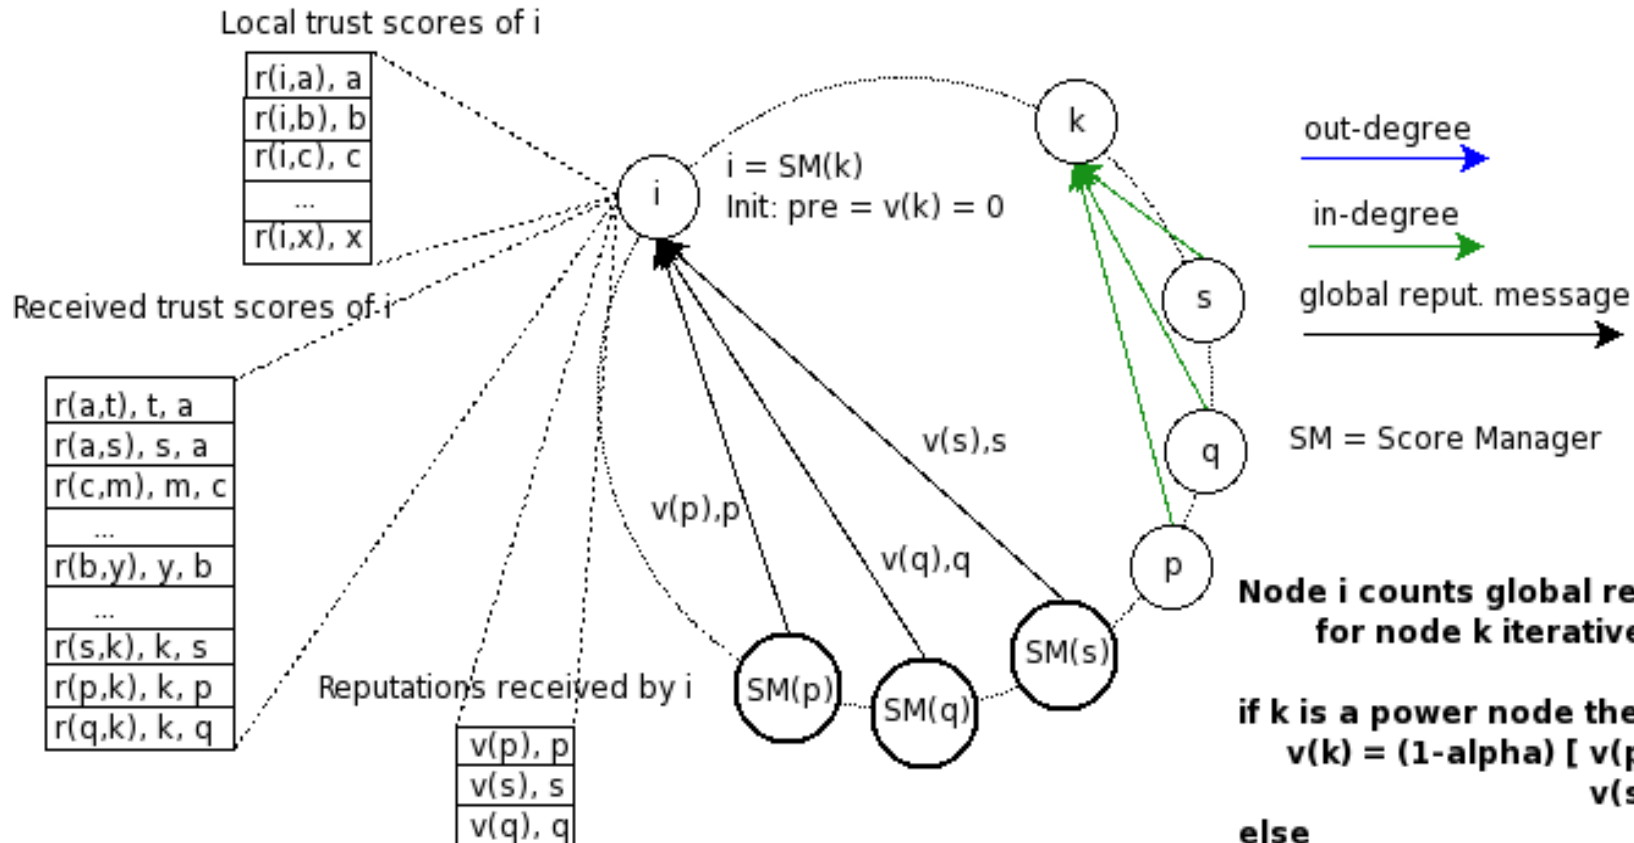 Local trust scores of i
r(i,a), a
r(i,b), b
r(i,c), c
...
r(i,x), x
i
i = SM(k)
Init: pre = v(k) = 0
k
out-degree
in-degree
global reput. message
Received trust scores of i
r(a,t), t, a
r(a,s), s, a
r(c,m), m, c
...
r(b,y), y, b
...
r(s,k), k, s
r(p,k), k, p
r(q,k), k, q
s
q
p
SM = Score Manager
v(s),s
v(p),p
v(q),q
SM(p)
SM(q)
SM(s)
Reputations received by i
v(p), p
v(s), s
v(q), q
Node i counts global re
for node k iterative
if k is a power node the
v(k) = (1-alpha) [ v(p
v(s
else